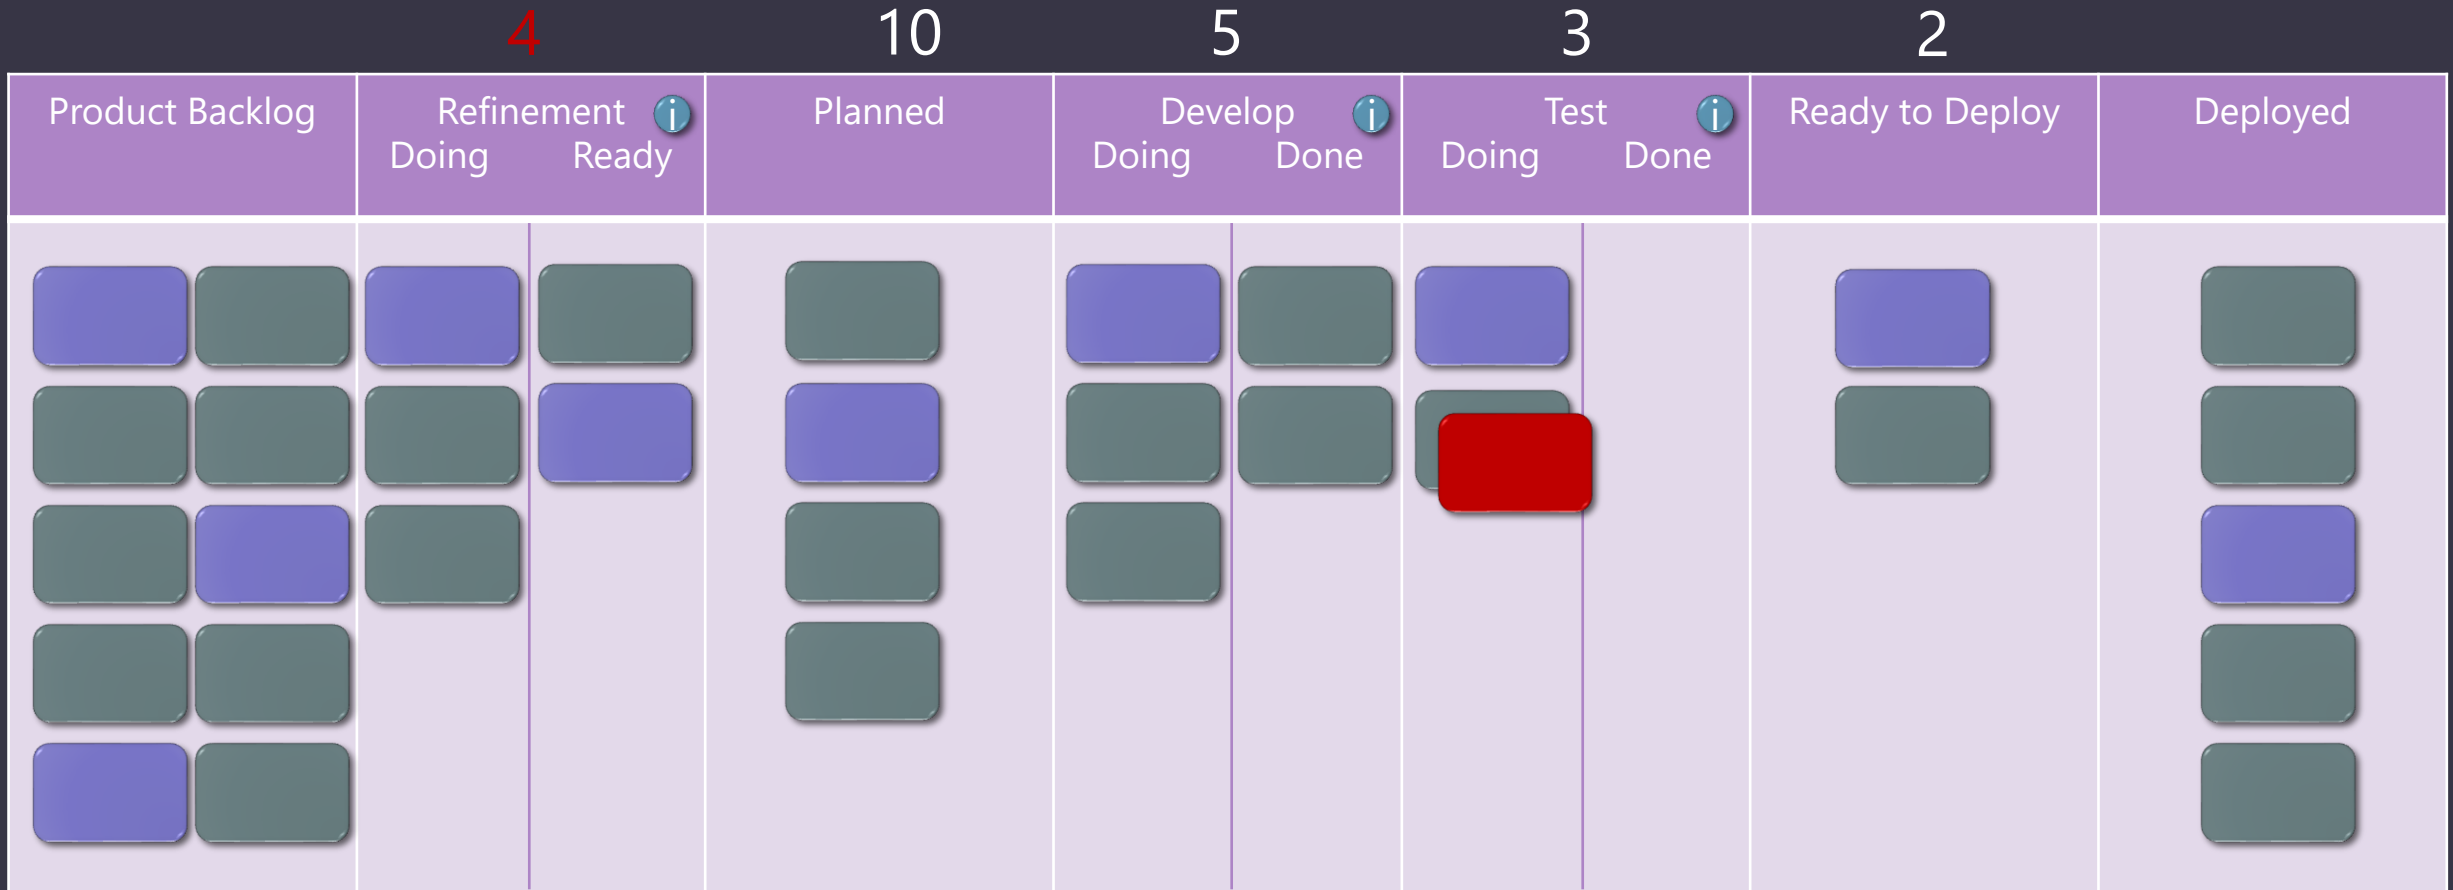 4 10 5 3 2
Product Backlog Refinement i Planned Develop i Test i Ready to Deploy Deployed
Doing Ready Doing Done Doing Done